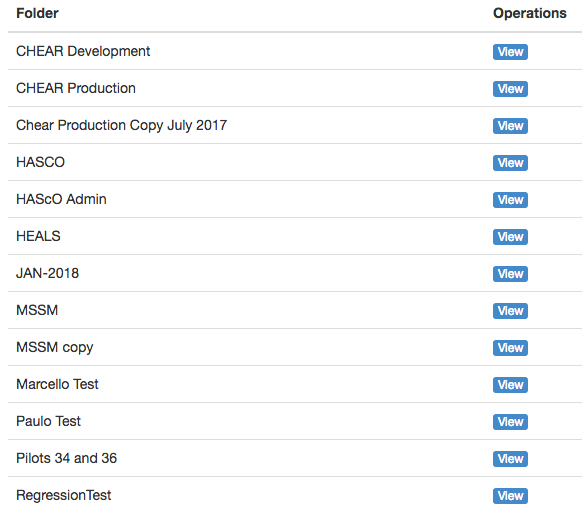 Folder Operations
CHEAR Development View
CHEAR Production View
Chear Production Copy July 2017 View
HASCO View
HAScO Admin View
HEALS View
JAN-2018 View
MSSM View
MSSM copy View
Marcello Test View
Paulo Test View
Pilots 34 and 36 View
RegressionTest View